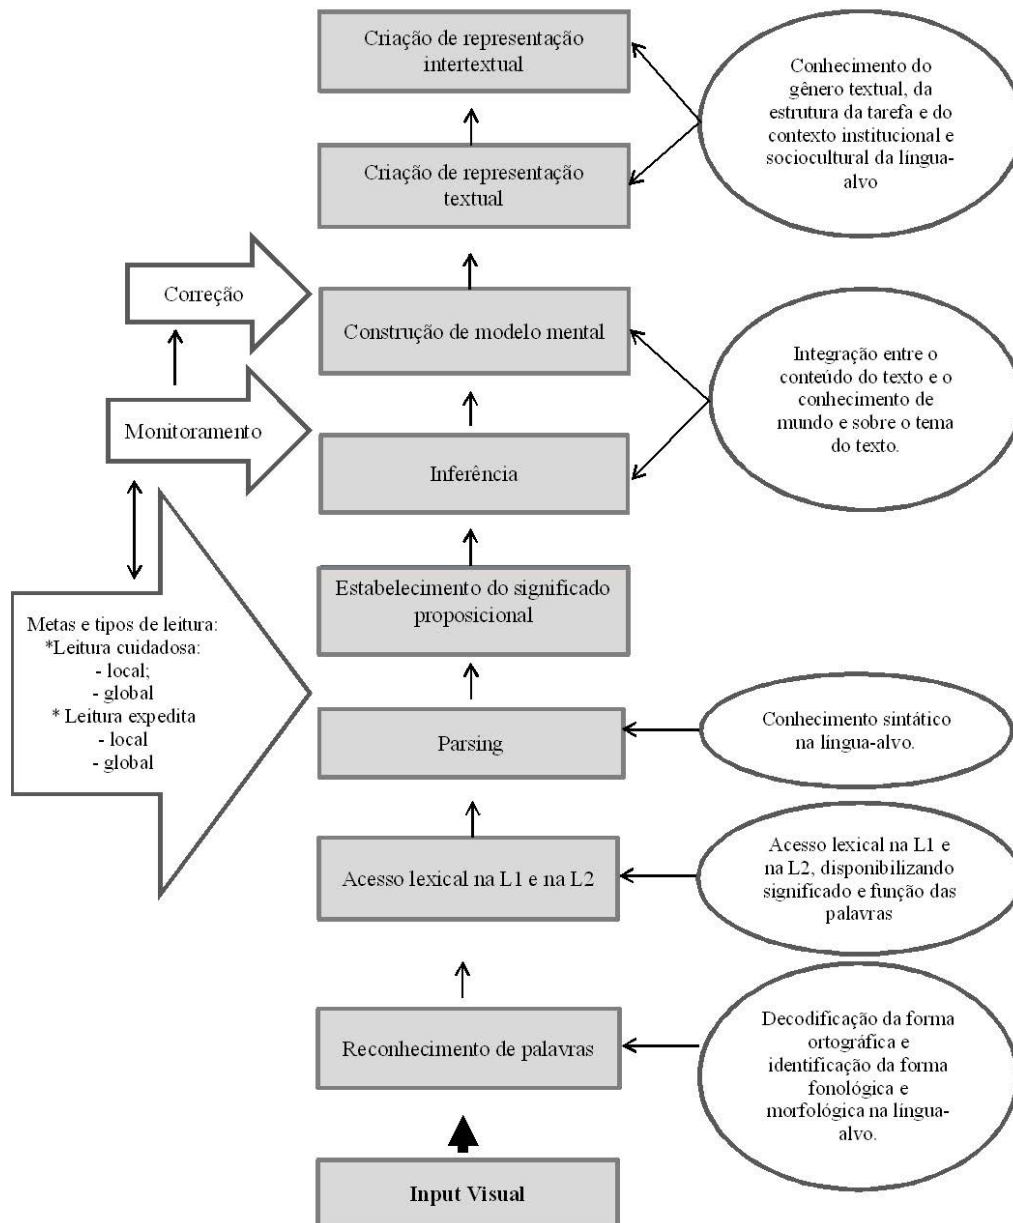 Criação de representação
intertextual
Conhecimento do
gênero textual, da
estrutura da tarefa e do
contexto institucional e
sociocultural da língua-
alvo
Criação de representação
textual
Correção
Construção de modelo mental
Integração entre o
conteúdo do texto e o
conhecimento de
mundo e sobre o tema
do texto.
Monitoramento
Inferência
Estabelecimento do significado
proposicional
Metas e tipos de leitura:
*Leitura cuidadosa:
- local;
- global
* Leitura expedita
- local
- global
Parsing
Conhecimento sintático
na língua-alvo.
Acesso lexical na L1 e na L2
Acesso lexical na L1 e
na L2, disponibilizando
significado e função das
palavras
Reconhecimento de palavras
Decodificação da forma
ortográfica e
identificação da forma
fonológica e
morfológica na língua-
alvo.
Input Visual